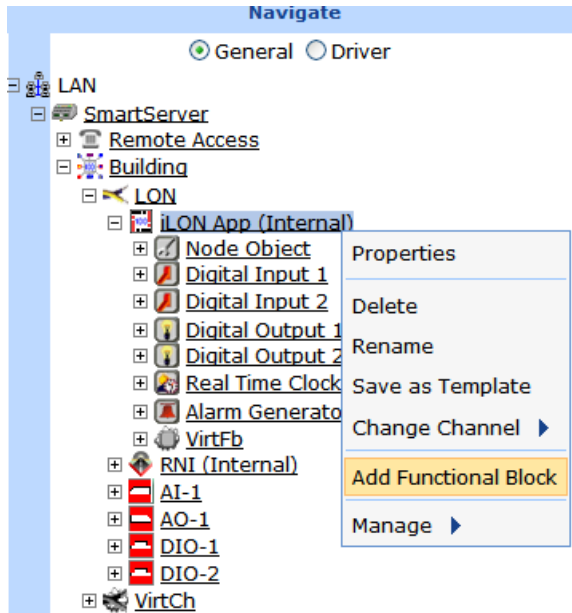 Navigate
General Driver
LAN
SmartServer
Remote Access
Building
LON
iLON App (Internal)
Node Object
Digital Input 1
Digital Input 2
Digital Output 1
Digital Output 2
Real Time Clock
Alarm Generato
VirtFb
RNI (Internal)
AI-1
AO-1
DIO-1
DIO-2
VirtCh
Properties
Delete
Rename
Save as Template
Change Channel
Add Functional Block
Manage